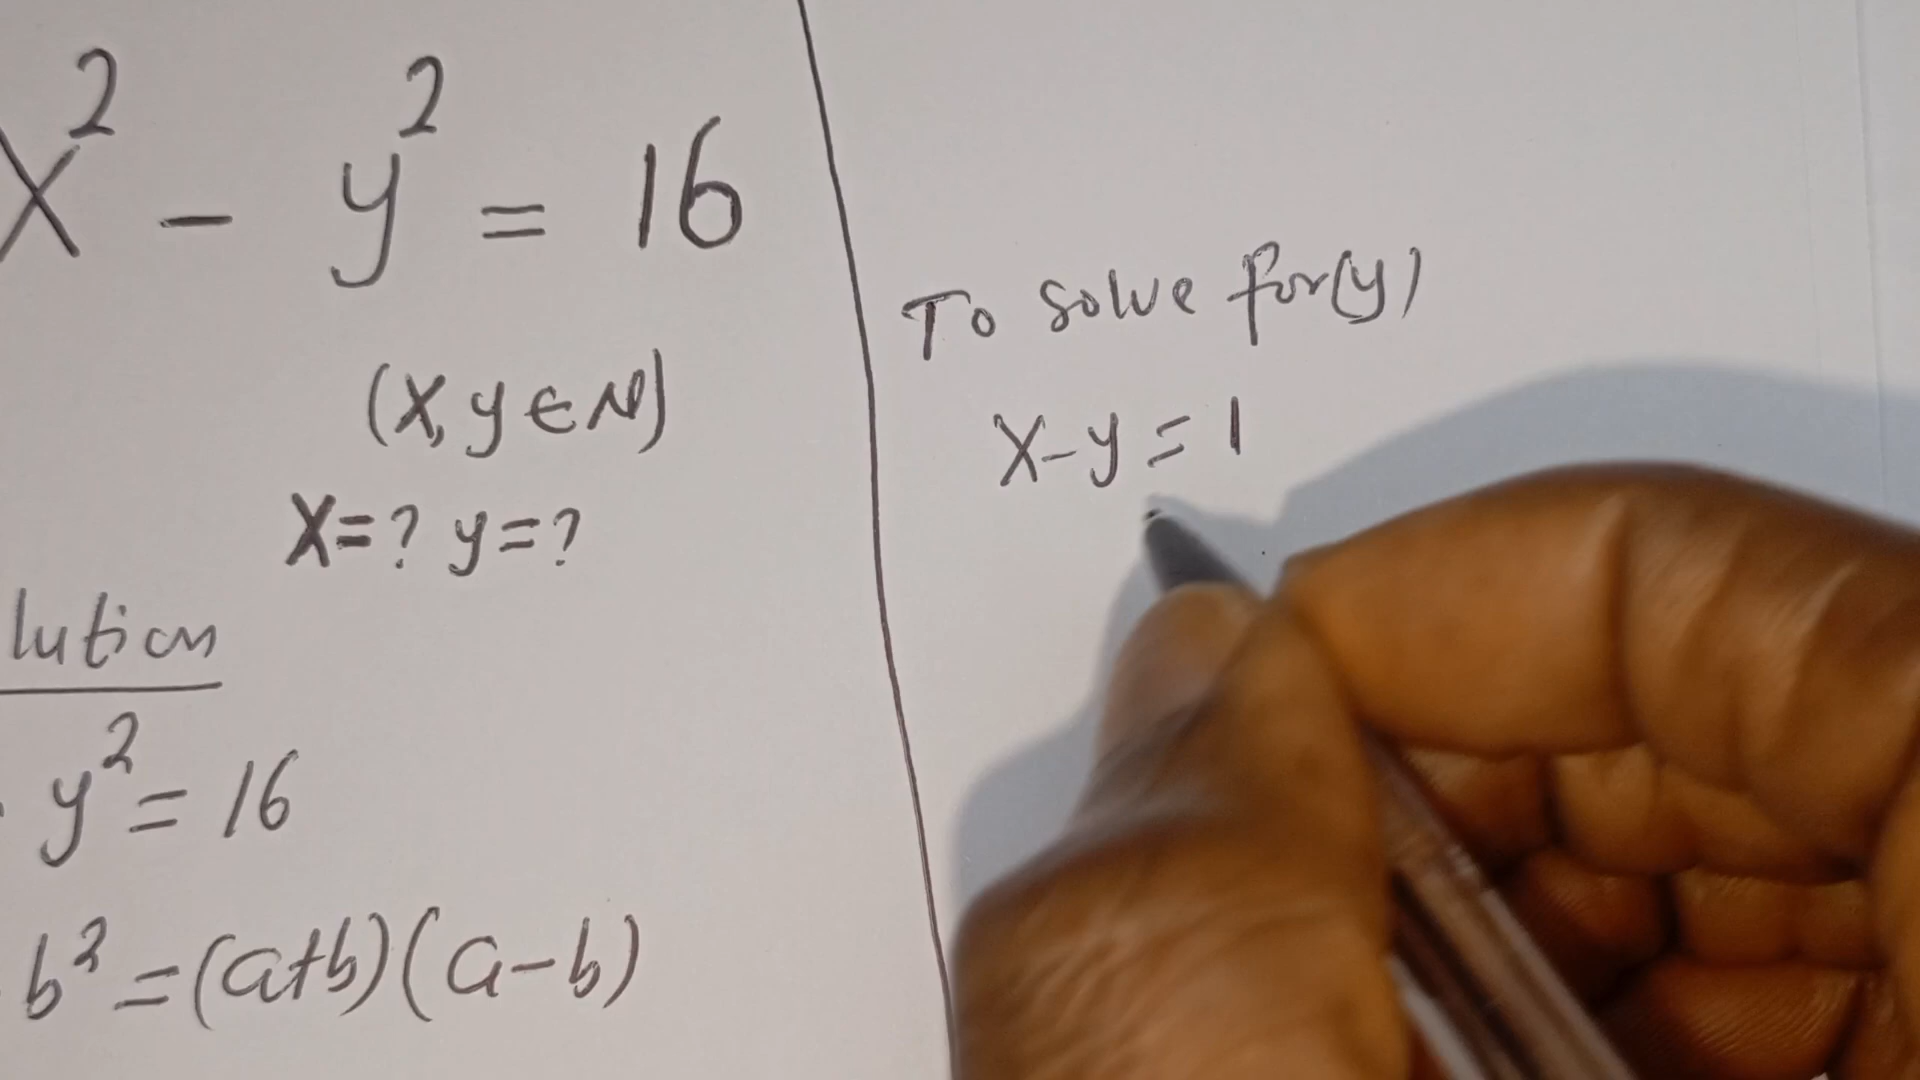 x² - y² = 16
(x, y ∈ N)
x=? y=?
lution
y² = 16
b² = (a+b)(a-b)
To solve for(y)
x-y = 1